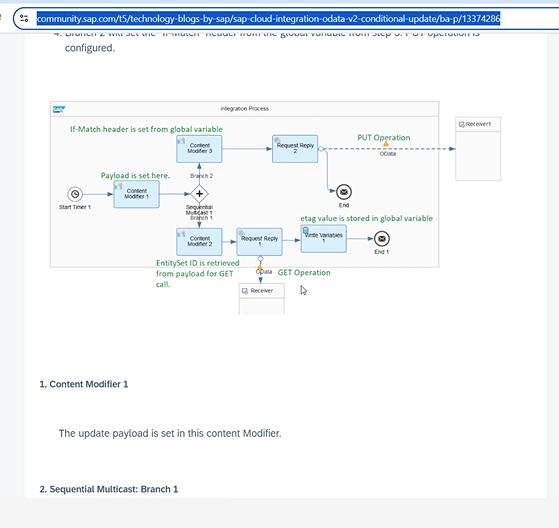 community.sap.com/t5/technology-blogs-by-sap/sap-cloud-integration-odata-v2-conditional-update/ba-p/13374286
4. Branch 2 will set the "If-Match" header from the global variable from step 3. PUT operation is
configured.
SAP
Integration Process
If-Match header is set from global variable
Content
Modifier 3
Request Reply
2
PUT Operation
OData
Receiver1
Payload is set here.
Branch 2
Content
Modifier 1
Start Timer 1
End
Sequential
Multicast 1
Branch 1
etag value is stored in global variable
Content
Modifier 2
Request Reply
1
Write Variables
1
End 1
EntitySet ID is retrieved
from payload for GET
call.
OData
GET Operation
Receiver
1. Content Modifier 1
The update payload is set in this content Modifier.
2. Sequential Multicast: Branch 1